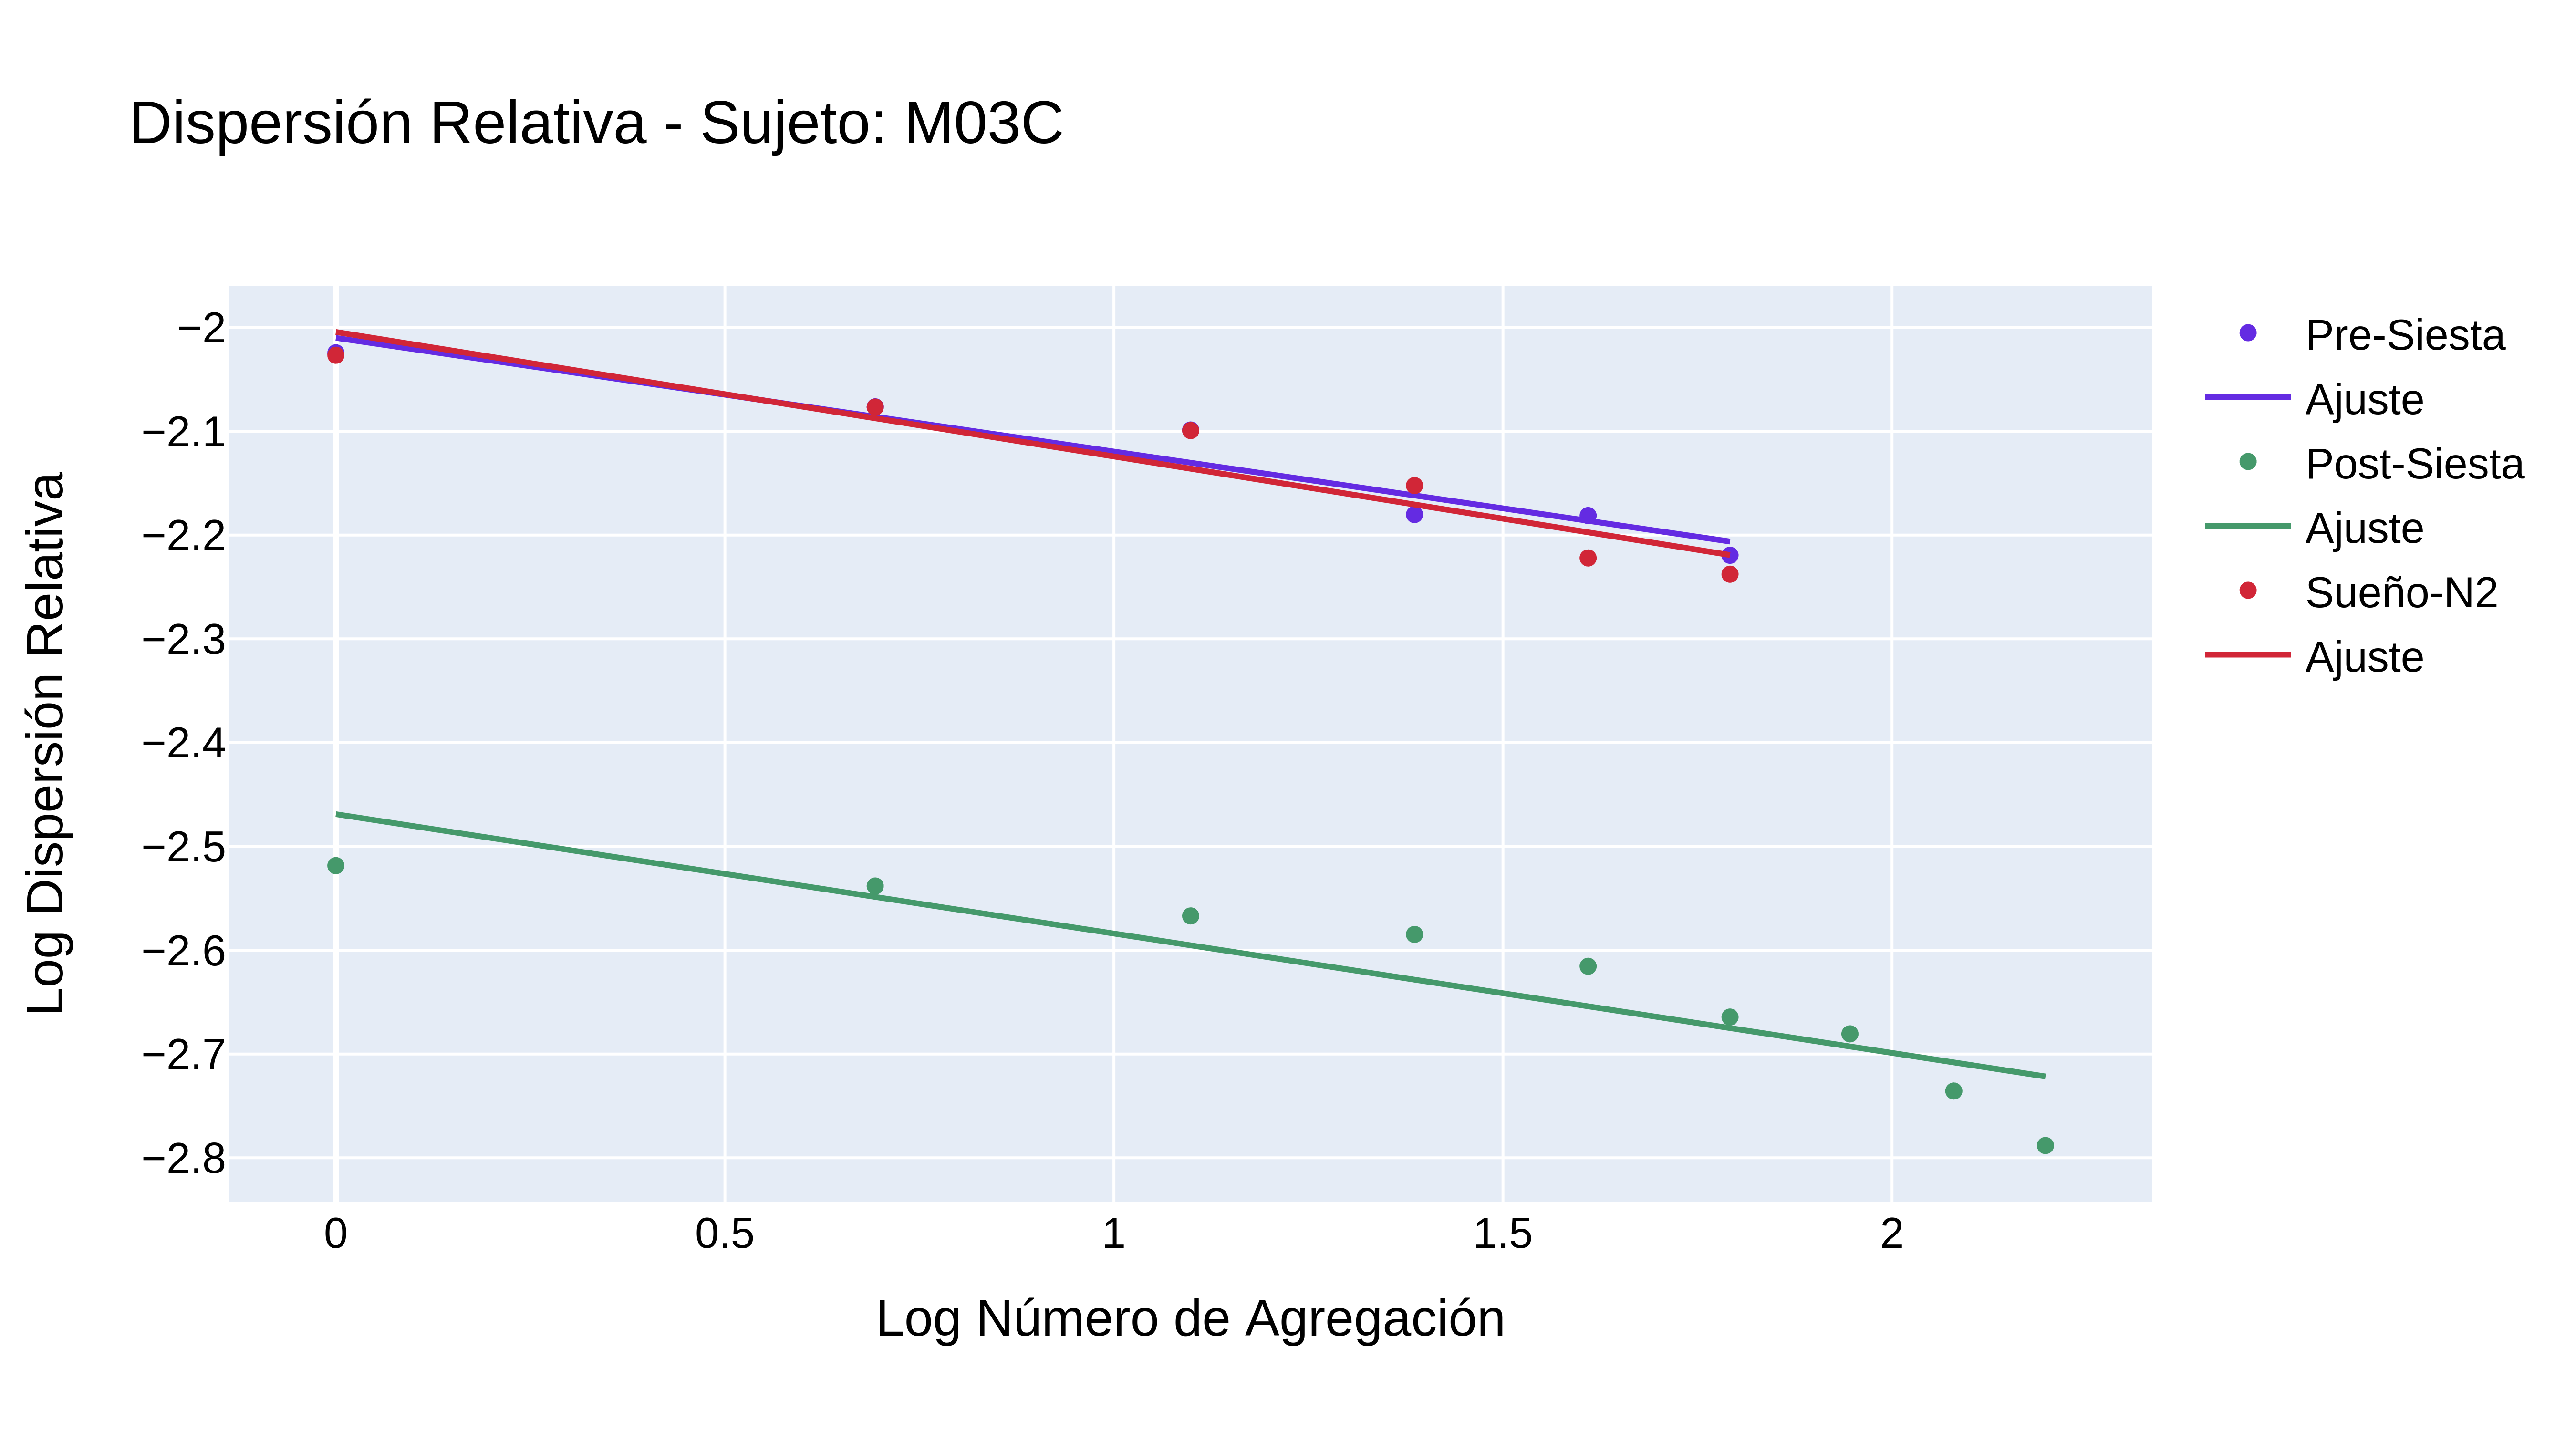 Dispersión Relativa - Sujeto: M03C
Log Dispersión Relativa
−2
−2.1
−2.2
−2.3
−2.4
−2.5
−2.6
−2.7
−2.8
0
0.5
1
1.5
2
Log Número de Agregación
Pre-Siesta
Ajuste
Post-Siesta
Ajuste
Sueño-N2
Ajuste